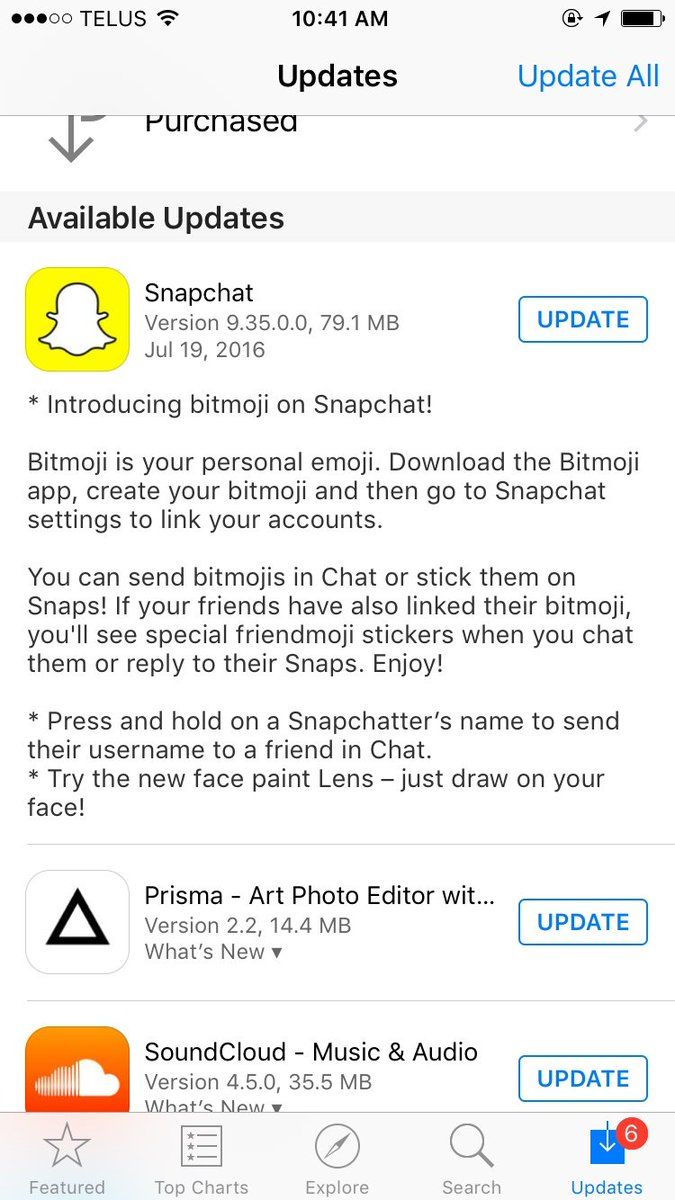 TELUS 10:41 AM
Updates Update All
Purchased
Available Updates
Snapchat
Version 9.35.0.0, 79.1 MB
Jul 19, 2016
UPDATE
* Introducing bitmoji on Snapchat!
Bitmoji is your personal emoji. Download the Bitmoji
app, create your bitmoji and then go to Snapchat
settings to link your accounts.
You can send bitmojis in Chat or stick them on
Snaps! If your friends have also linked their bitmoji,
you'll see special friendmoji stickers when you chat
them or reply to their Snaps. Enjoy!
* Press and hold on a Snapchatter’s name to send
their username to a friend in Chat.
* Try the new face paint Lens – just draw on your
face!
Prisma - Art Photo Editor wit...
Version 2.2, 14.4 MB
What’s New ▾
UPDATE
SoundCloud - Music & Audio
Version 4.5.0, 35.5 MB
What’s New ▾
UPDATE
6
Featured Top Charts Explore Search Updates